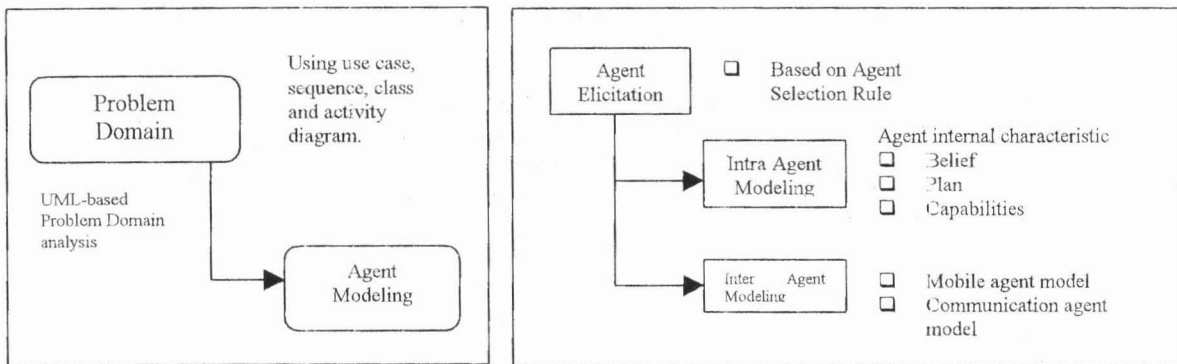 Problem
Domain
Using use case,
sequence, class
and activity
diagram.
UML-based
Problem Domain
analysis
Agent
Modeling
Agent
Elicitation
❑ Based on Agent
Selection Rule
Intra Agent
Modeling
Agent internal characteristic
❑ Belief
❑ Plan
❑ Capabilities
Inter Agent
Modeling
❑ Mobile agent model
❑ Communication agent
model